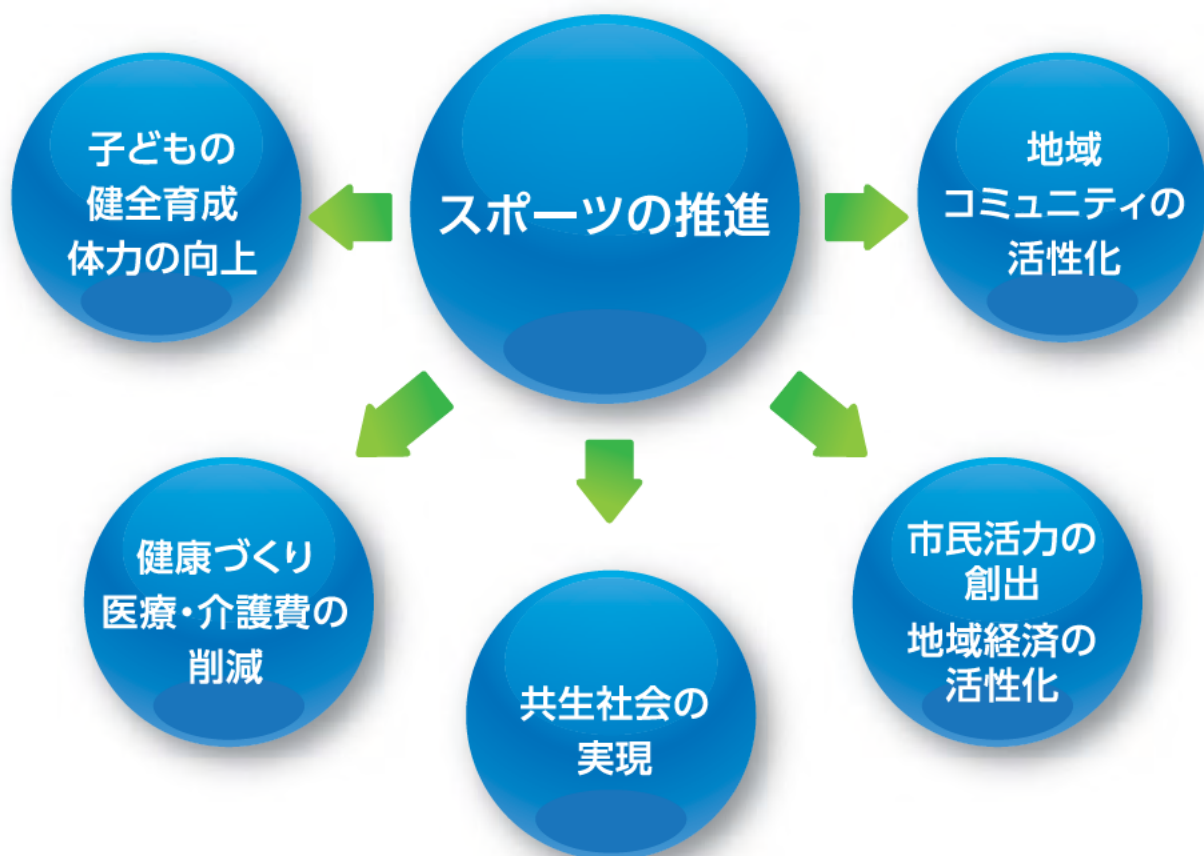 スポーツの推進
子どもの
健全育成
体力の向上
地域
コミュニティの
活性化
健康づくり
医療・介護費の
削減
共生社会の
実現
市民活力の
創出
地域経済の
活性化